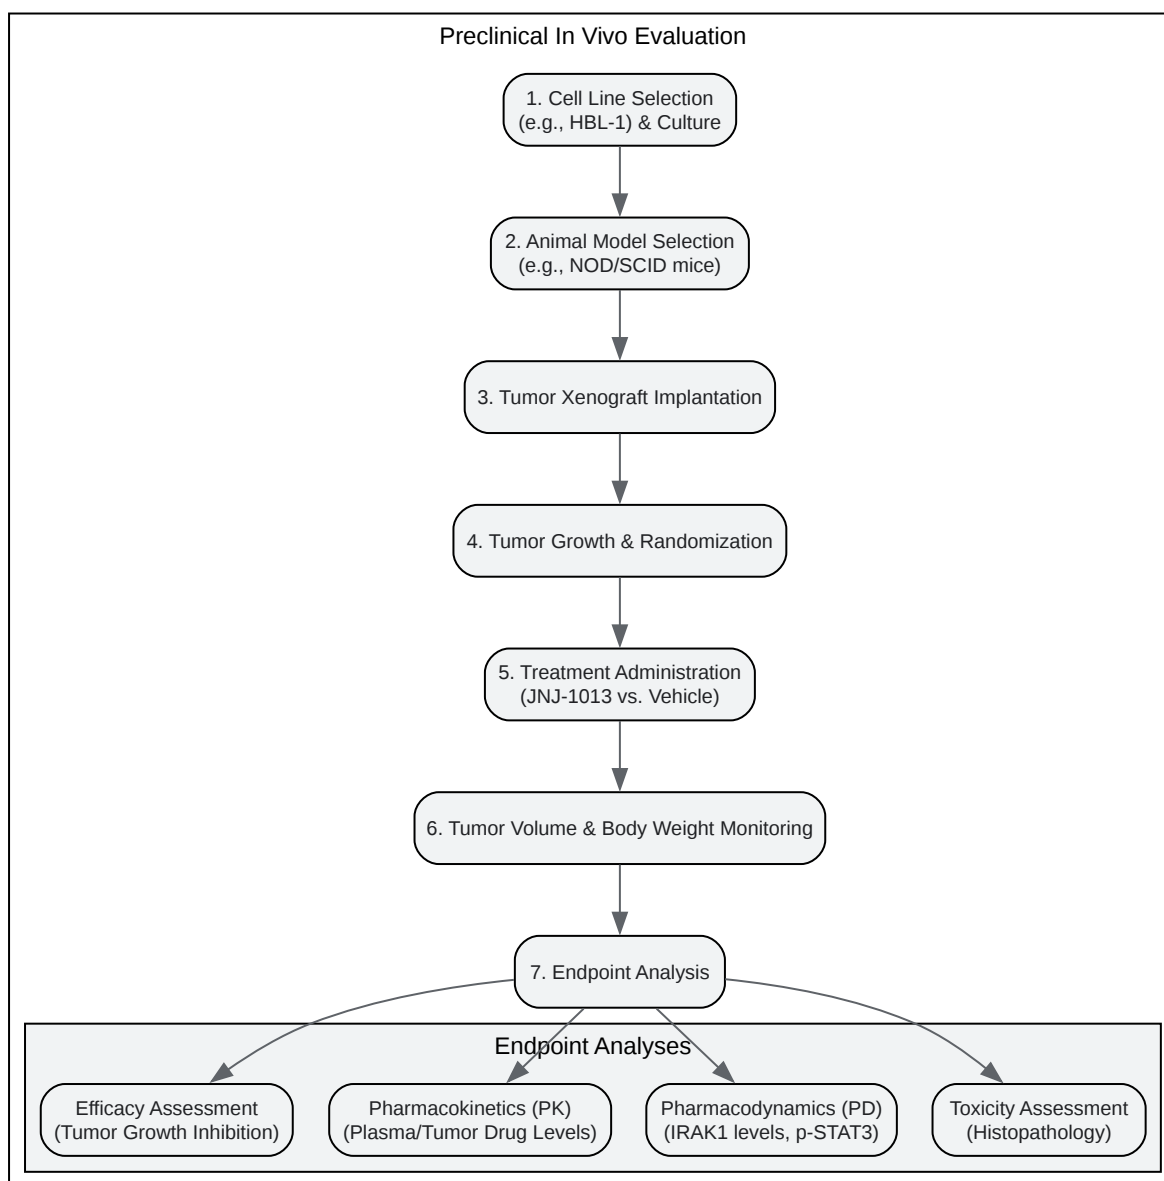 Preclinical In Vivo Evaluation
1. Cell Line Selection
(e.g., HBL-1) & Culture
2. Animal Model Selection
(e.g., NOD/SCID mice)
3. Tumor Xenograft Implantation
4. Tumor Growth & Randomization
5. Treatment Administration
(JNJ-1013 vs. Vehicle)
6. Tumor Volume & Body Weight Monitoring
7. Endpoint Analysis
Endpoint Analyses
Efficacy Assessment
(Tumor Growth Inhibition)
Pharmacokinetics (PK)
(Plasma/Tumor Drug Levels)
Pharmacodynamics (PD)
(IRAK1 levels, p-STAT3)
Toxicity Assessment
(Histopathology)